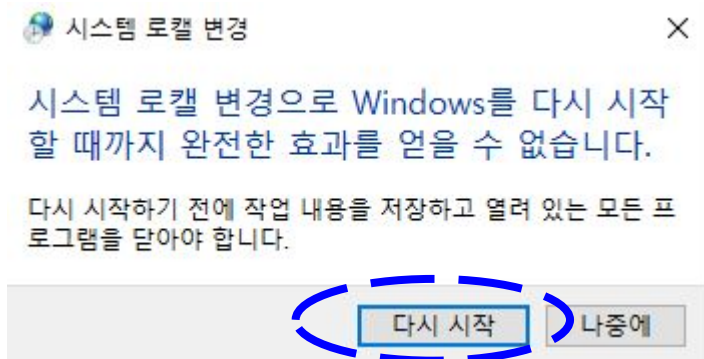 시스템 로캘 변경
시스템 로캘 변경으로 Windows를 다시 시작
할 때까지 완전한 효과를 얻을 수 없습니다.
다시 시작하기 전에 작업 내용을 저장하고 열려 있는 모든 프
로그램을 닫아야 합니다.
다시 시작 나중에